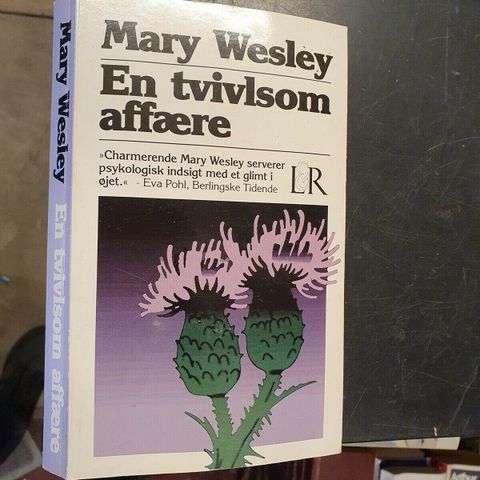 Mary Wesley
En tvivlsom
affære
»Charmerende Mary Wesley serverer
psykologisk indsigt med et glimt i
øjet.« - Eva Pohl, Berlingske Tidende
L&R
Mary Wesley En tvivlsom affære